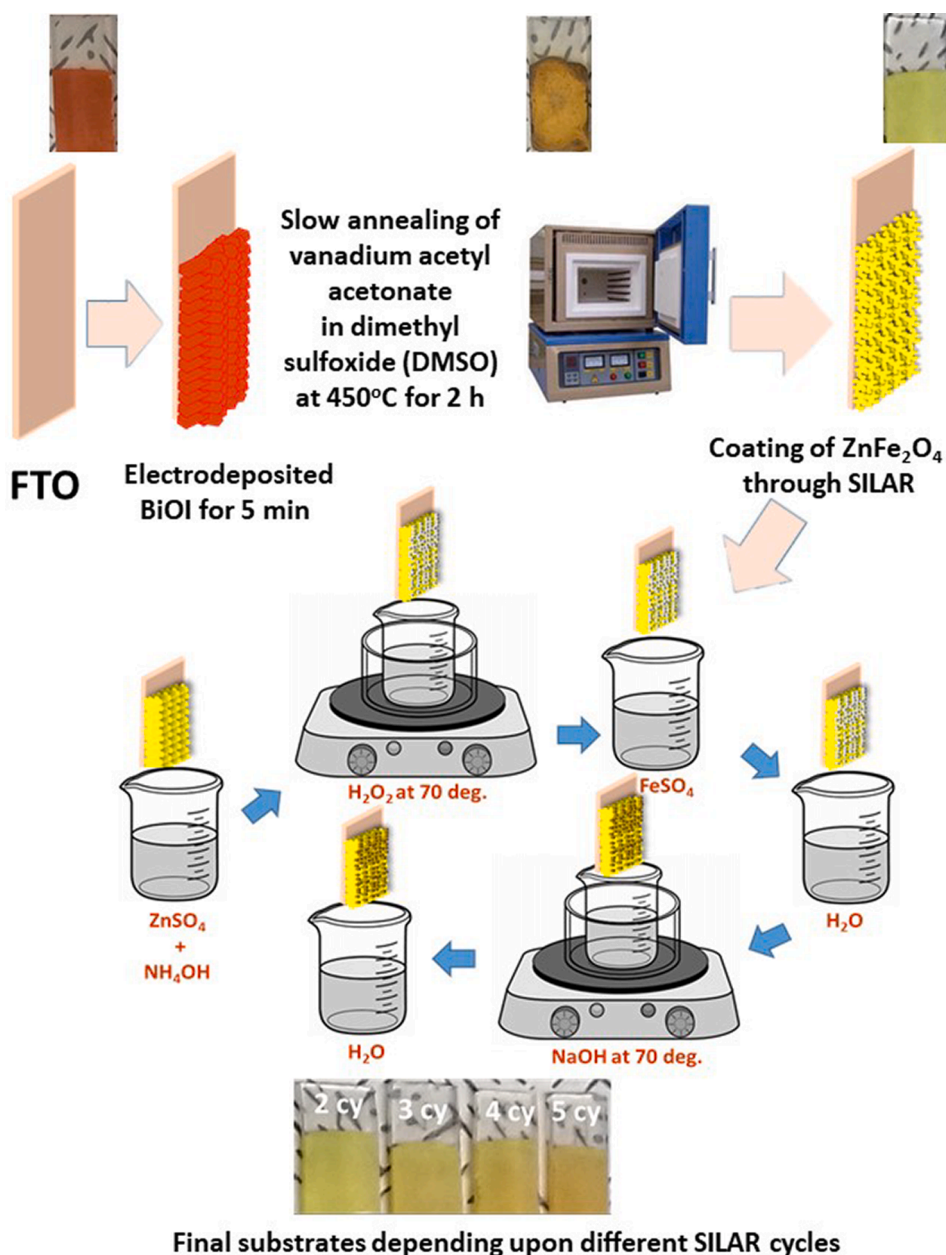 Slow annealing of
vanadium acetyl
acetonate
in dimethyl
sulfoxide (DMSO)
at 450°C for 2 h
FTO
Electrodeposited
BiOI for 5 min
Coating of ZnFe₂O₄
through SILAR
H₂O₂ at 70 deg.
FeSO₄
ZnSO₄
+
NH₄OH
H₂O
H₂O
NaOH at 70 deg.
2 cy 3 cy 4 cy 5 cy
Final substrates depending upon different SILAR cycles